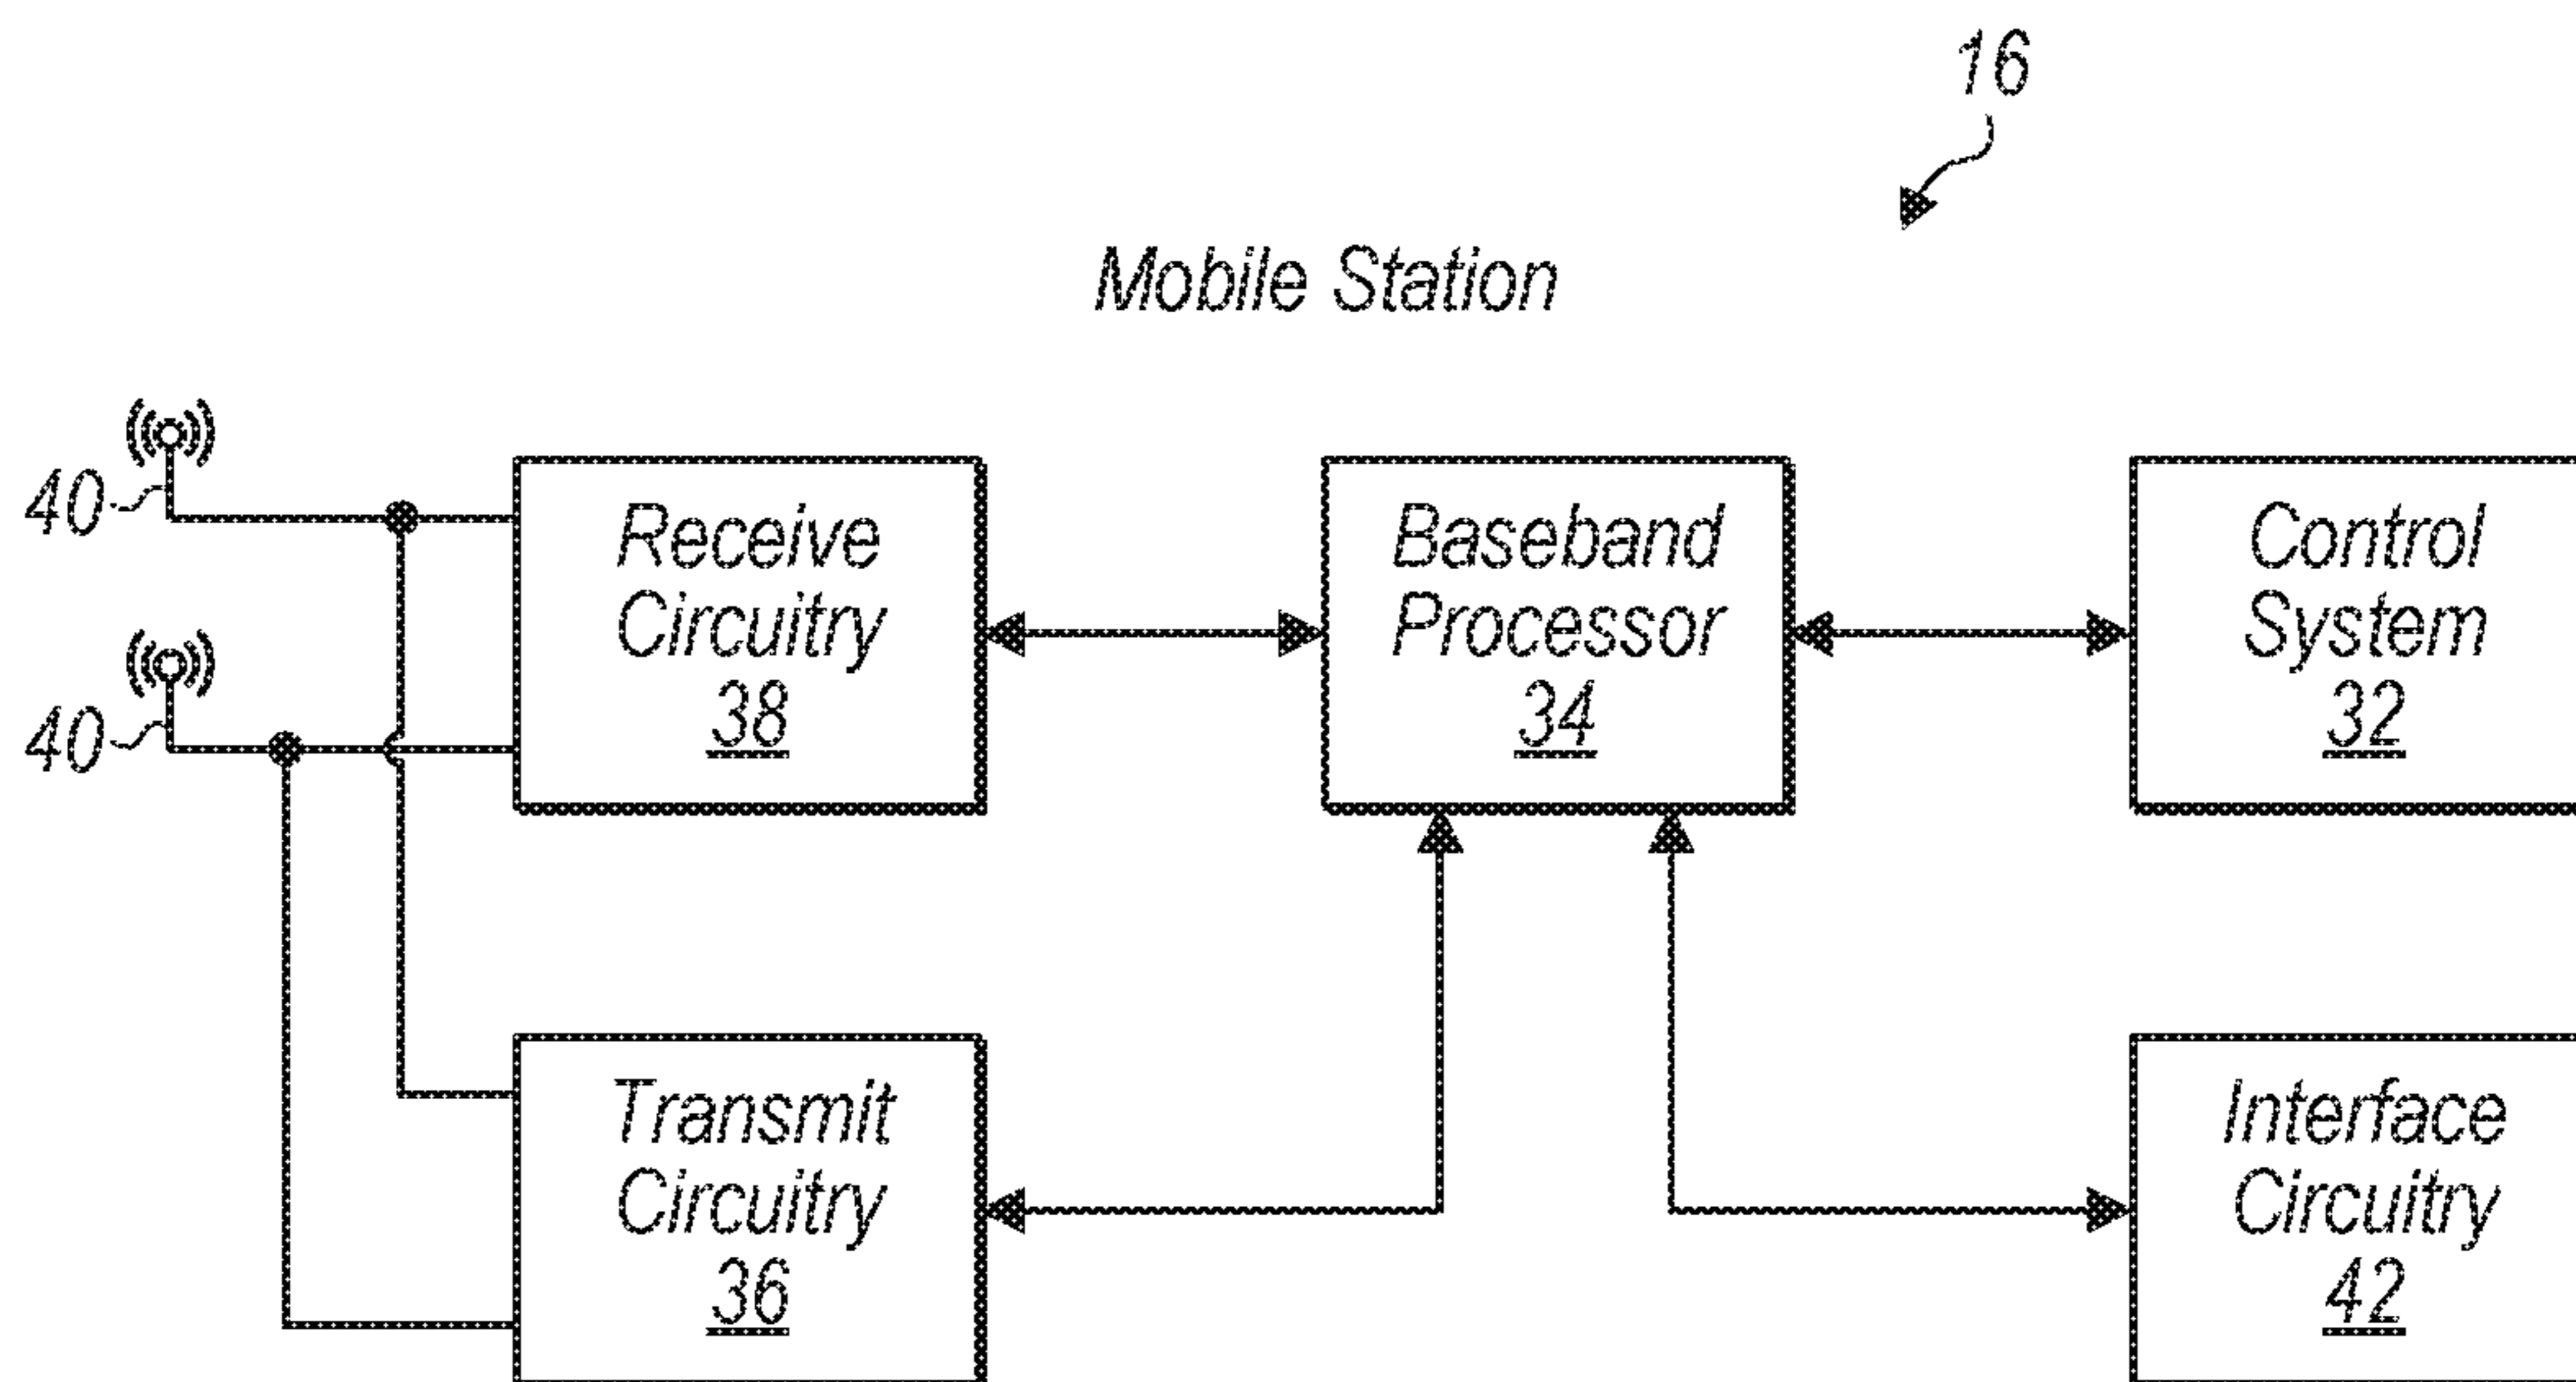 16
Mobile Station
40
Receive
Circuitry
38
Baseband
Processor
34
Control
System
32
40
Transmit
Circuitry
36
Interface
Circuitry
42